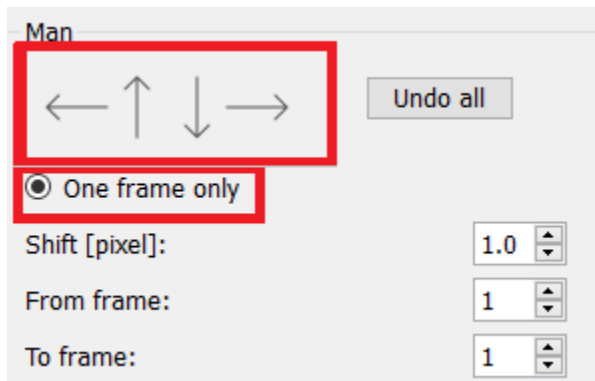 Man
Undo all
One frame only
Shift [pixel]: 1.0
From frame: 1
To frame: 1